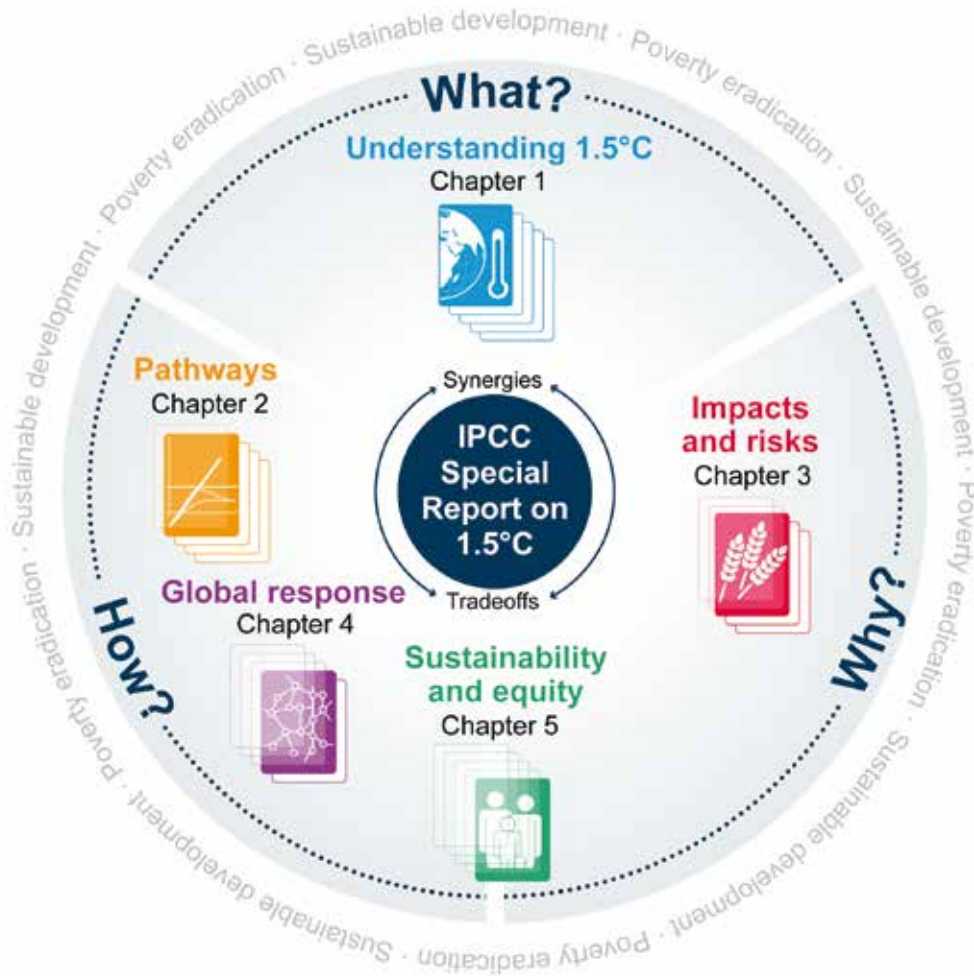 Sustainable development · Poverty eradication · Sustainable development · Poverty eradication · Sustainable development · Poverty eradication · Sustainable development · Poverty eradication · Sustainable development · Poverty eradication · Sustainable development · Poverty eradication ·
What?
Understanding 1.5°C
Chapter 1
Pathways
Chapter 2
Synergies
IPCC
Special
Report on
1.5°C
Tradeoffs
Impacts
and risks
Chapter 3
Global response
Chapter 4
How?
Why?
Sustainability
and equity
Chapter 5